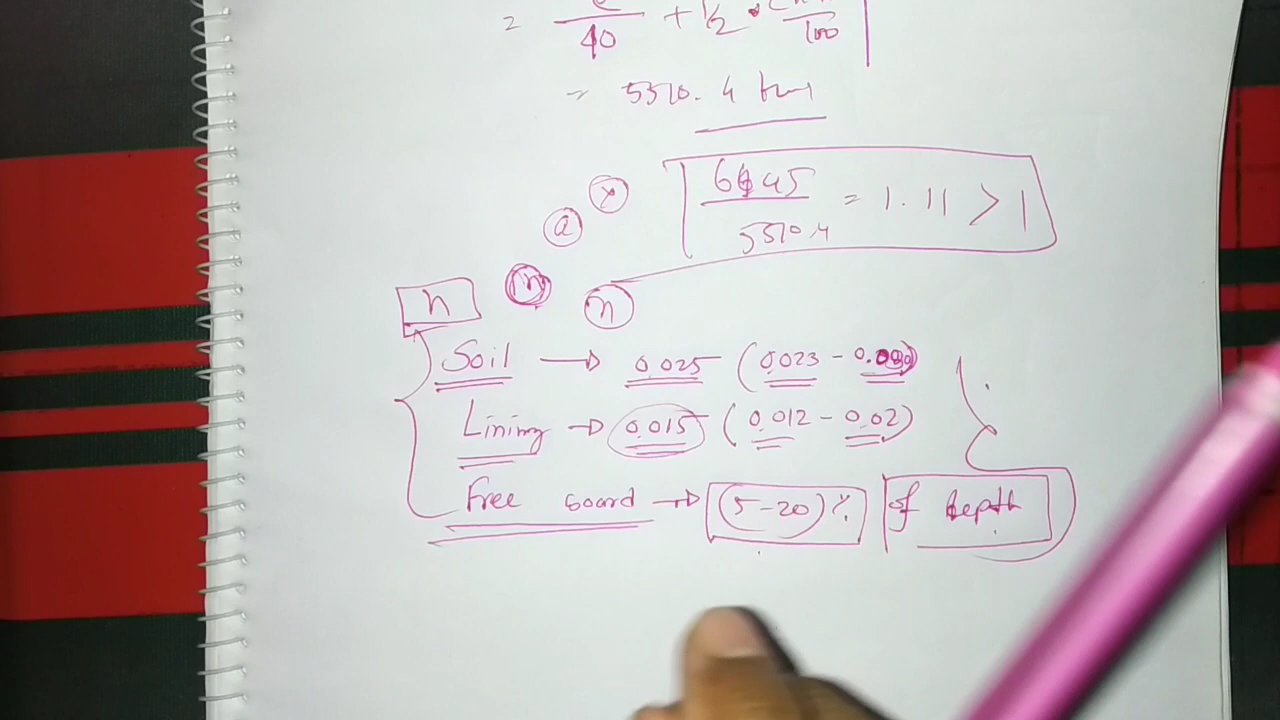 = 40 + 1/2 . 100
= 5510.4
6645 / 5510.4 = 1.11 > 1
x
a
m
n
n
Soil → 0.025 (0.023 - 0.030)
Lining → 0.015 (0.012 - 0.02)
Free board → (5-20)% of depth